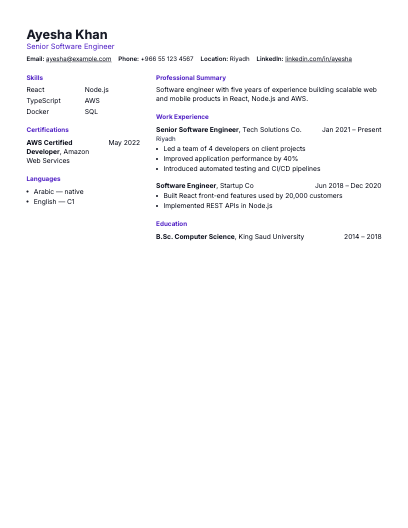 Ayesha Khan
Senior Software Engineer
Email: ayesha@example.com Phone: +966 55 123 4567 Location: Riyadh LinkedIn: linkedin.com/in/ayesha
Skills
React Node.js
TypeScript AWS
Docker SQL
Certifications
AWS Certified Developer, Amazon Web Services May 2022
Languages
• Arabic — native
• English — C1
Professional Summary
Software engineer with five years of experience building scalable web
and mobile products in React, Node.js and AWS.
Work Experience
Senior Software Engineer, Tech Solutions Co. Jan 2021 – Present
Riyadh
• Led a team of 4 developers on client projects
• Improved application performance by 40%
• Introduced automated testing and CI/CD pipelines
Software Engineer, Startup Co Jun 2018 – Dec 2020
• Built React front-end features used by 20,000 customers
• Implemented REST APIs in Node.js
Education
B.Sc. Computer Science, King Saud University 2014 – 2018